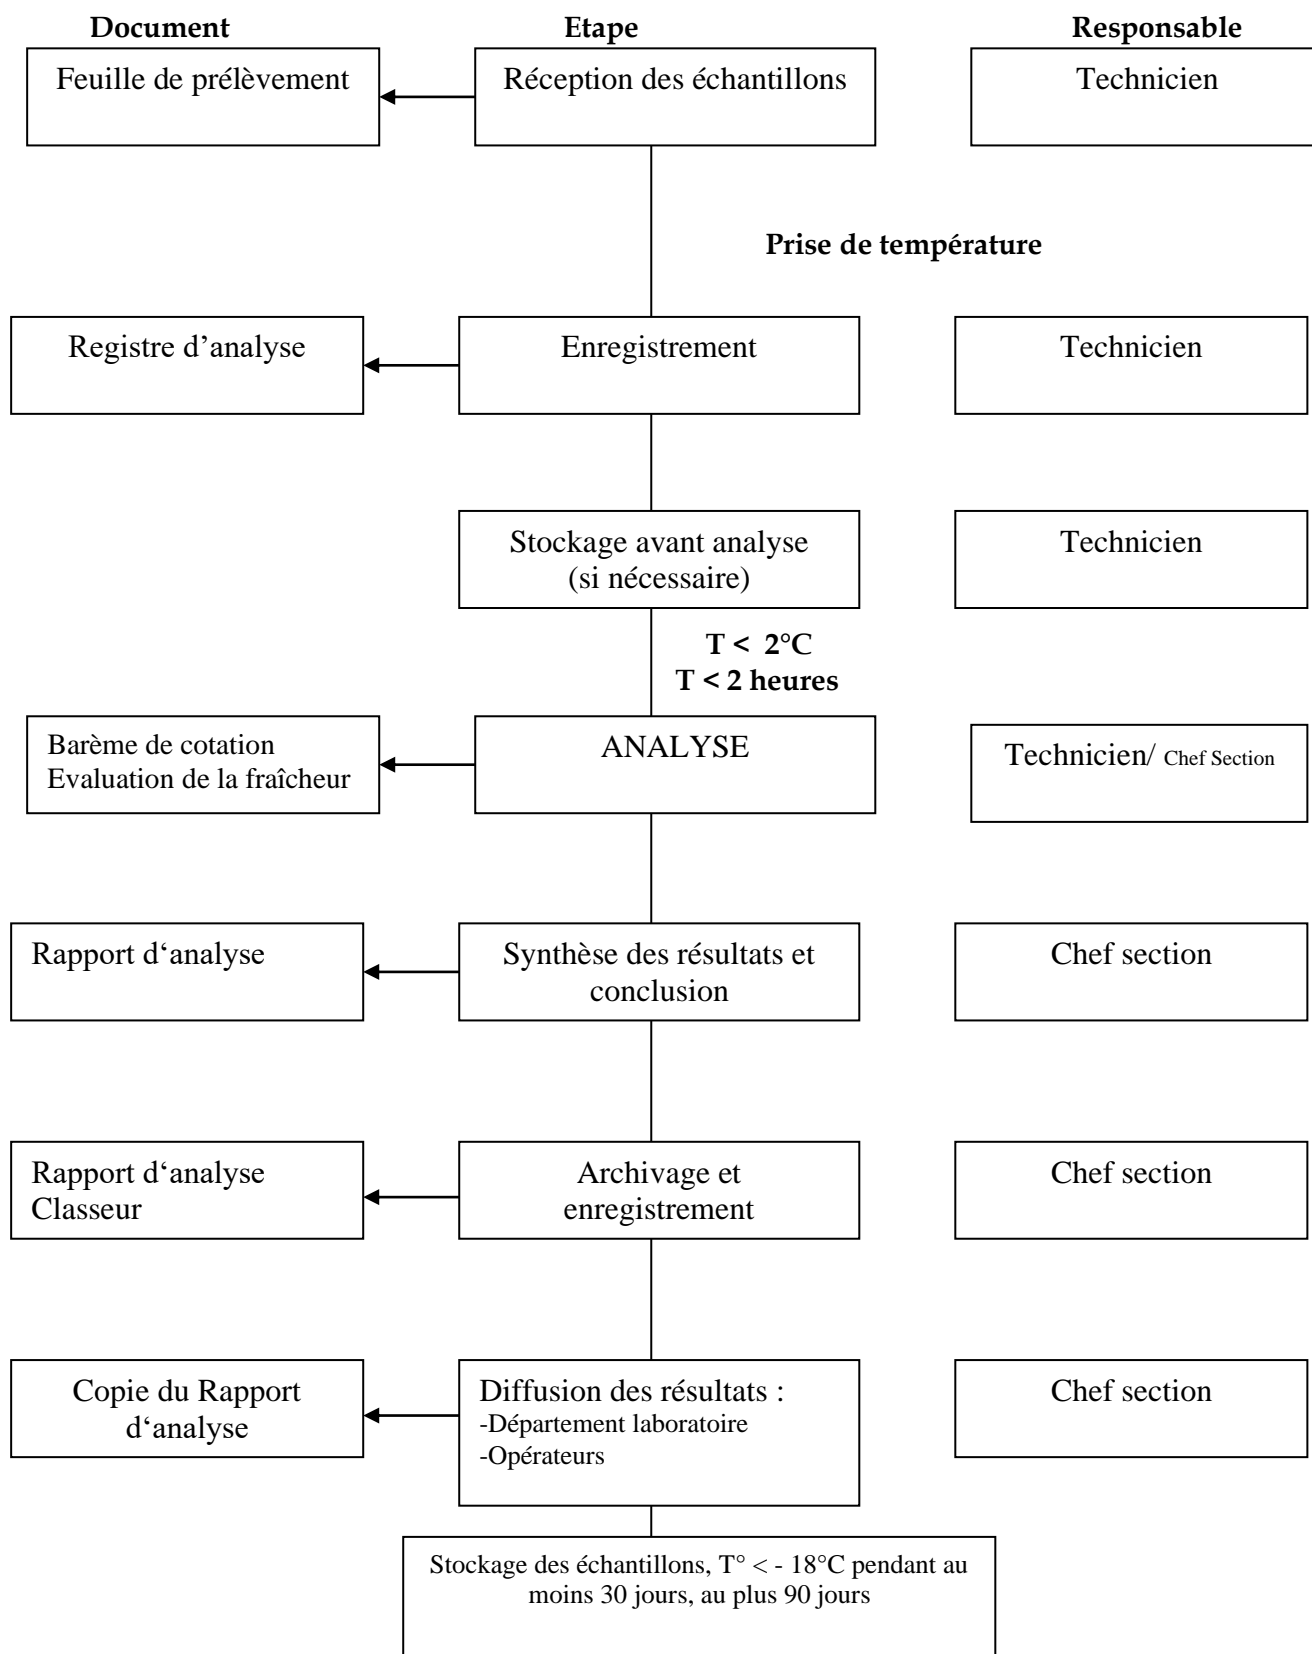 Document Etape Responsable
Feuille de prélèvement Réception des échantillons Technicien
Prise de température
Registre d’analyse Enregistrement Technicien
Stockage avant analyse
(si nécessaire)
Technicien
T < 2°C
T < 2 heures
Barème de cotation
Evaluation de la fraîcheur
ANALYSE
Technicien/ Chef Section
Rapport d‘analyse
Synthèse des résultats et
conclusion
Chef section
Rapport d‘analyse
Classeur
Archivage et
enregistrement
Chef section
Copie du Rapport
d‘analyse
Diffusion des résultats :
-Département laboratoire
-Opérateurs
Chef section
Stockage des échantillons, T° < - 18°C pendant au
moins 30 jours, au plus 90 jours